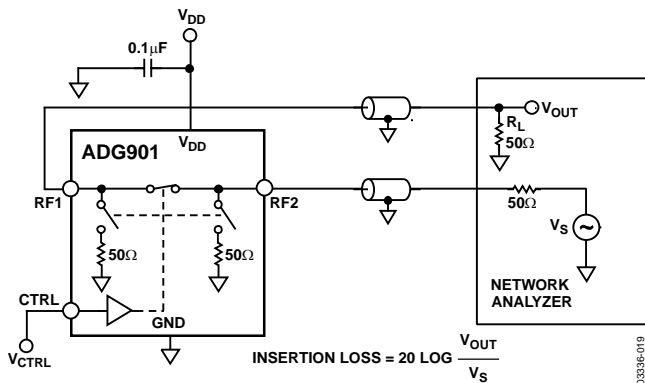 VDD
0.1μF
VDD
ADG901
RF1
RF2
50Ω
50Ω
CTRL
GND
VCTRL
VOUT
RL
50Ω
50Ω
VS
~
NETWORK
ANALYZER
INSERTION LOSS = 20 LOG VOUT
VS
03336-019